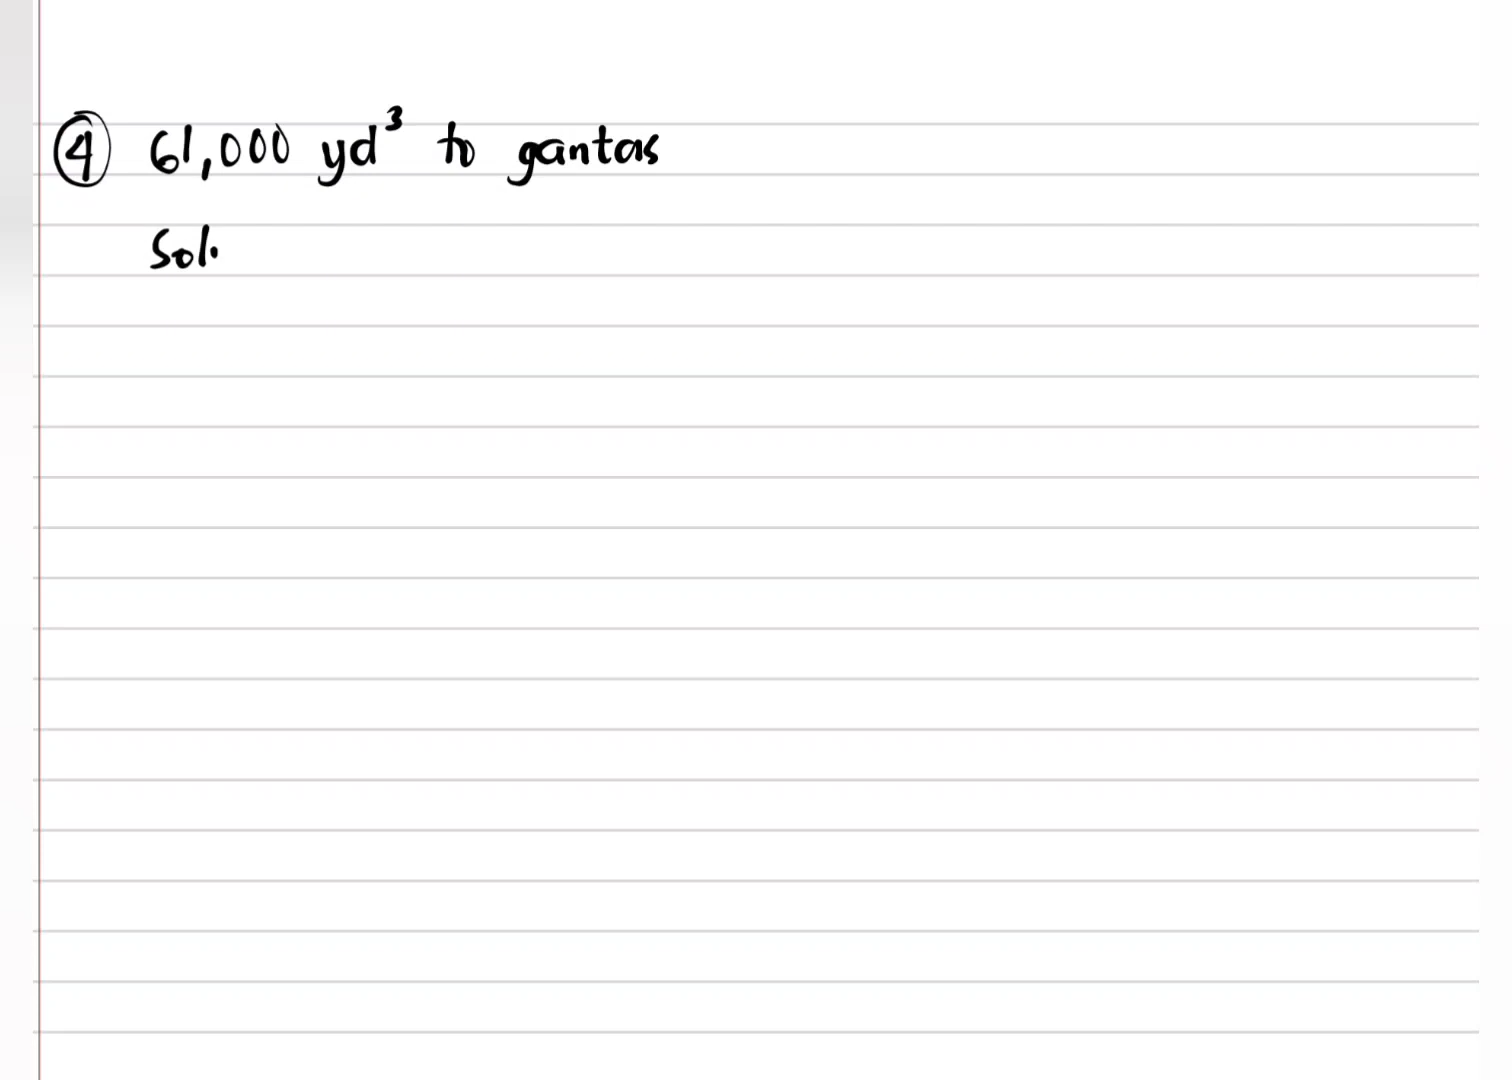 ④ 61,000 yd³ to gantas
Sol.